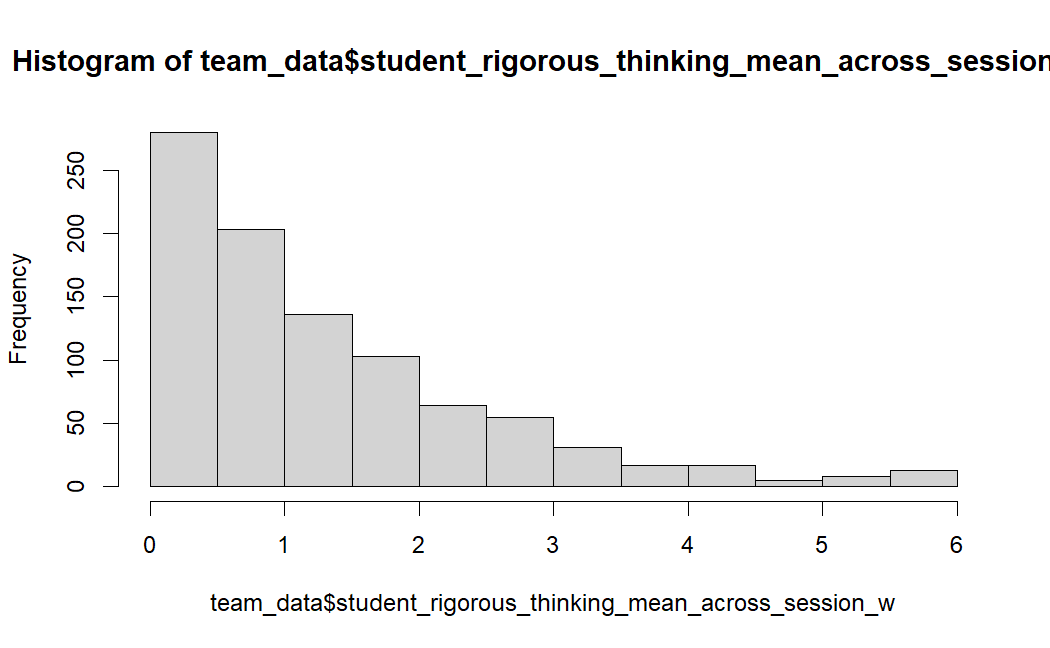 Histogram of team_data$student_rigorous_thinking_mean_across_session
Frequency
250
200
150
100
50
0
0 1 2 3 4 5 6
team_data$student_rigorous_thinking_mean_across_session_w